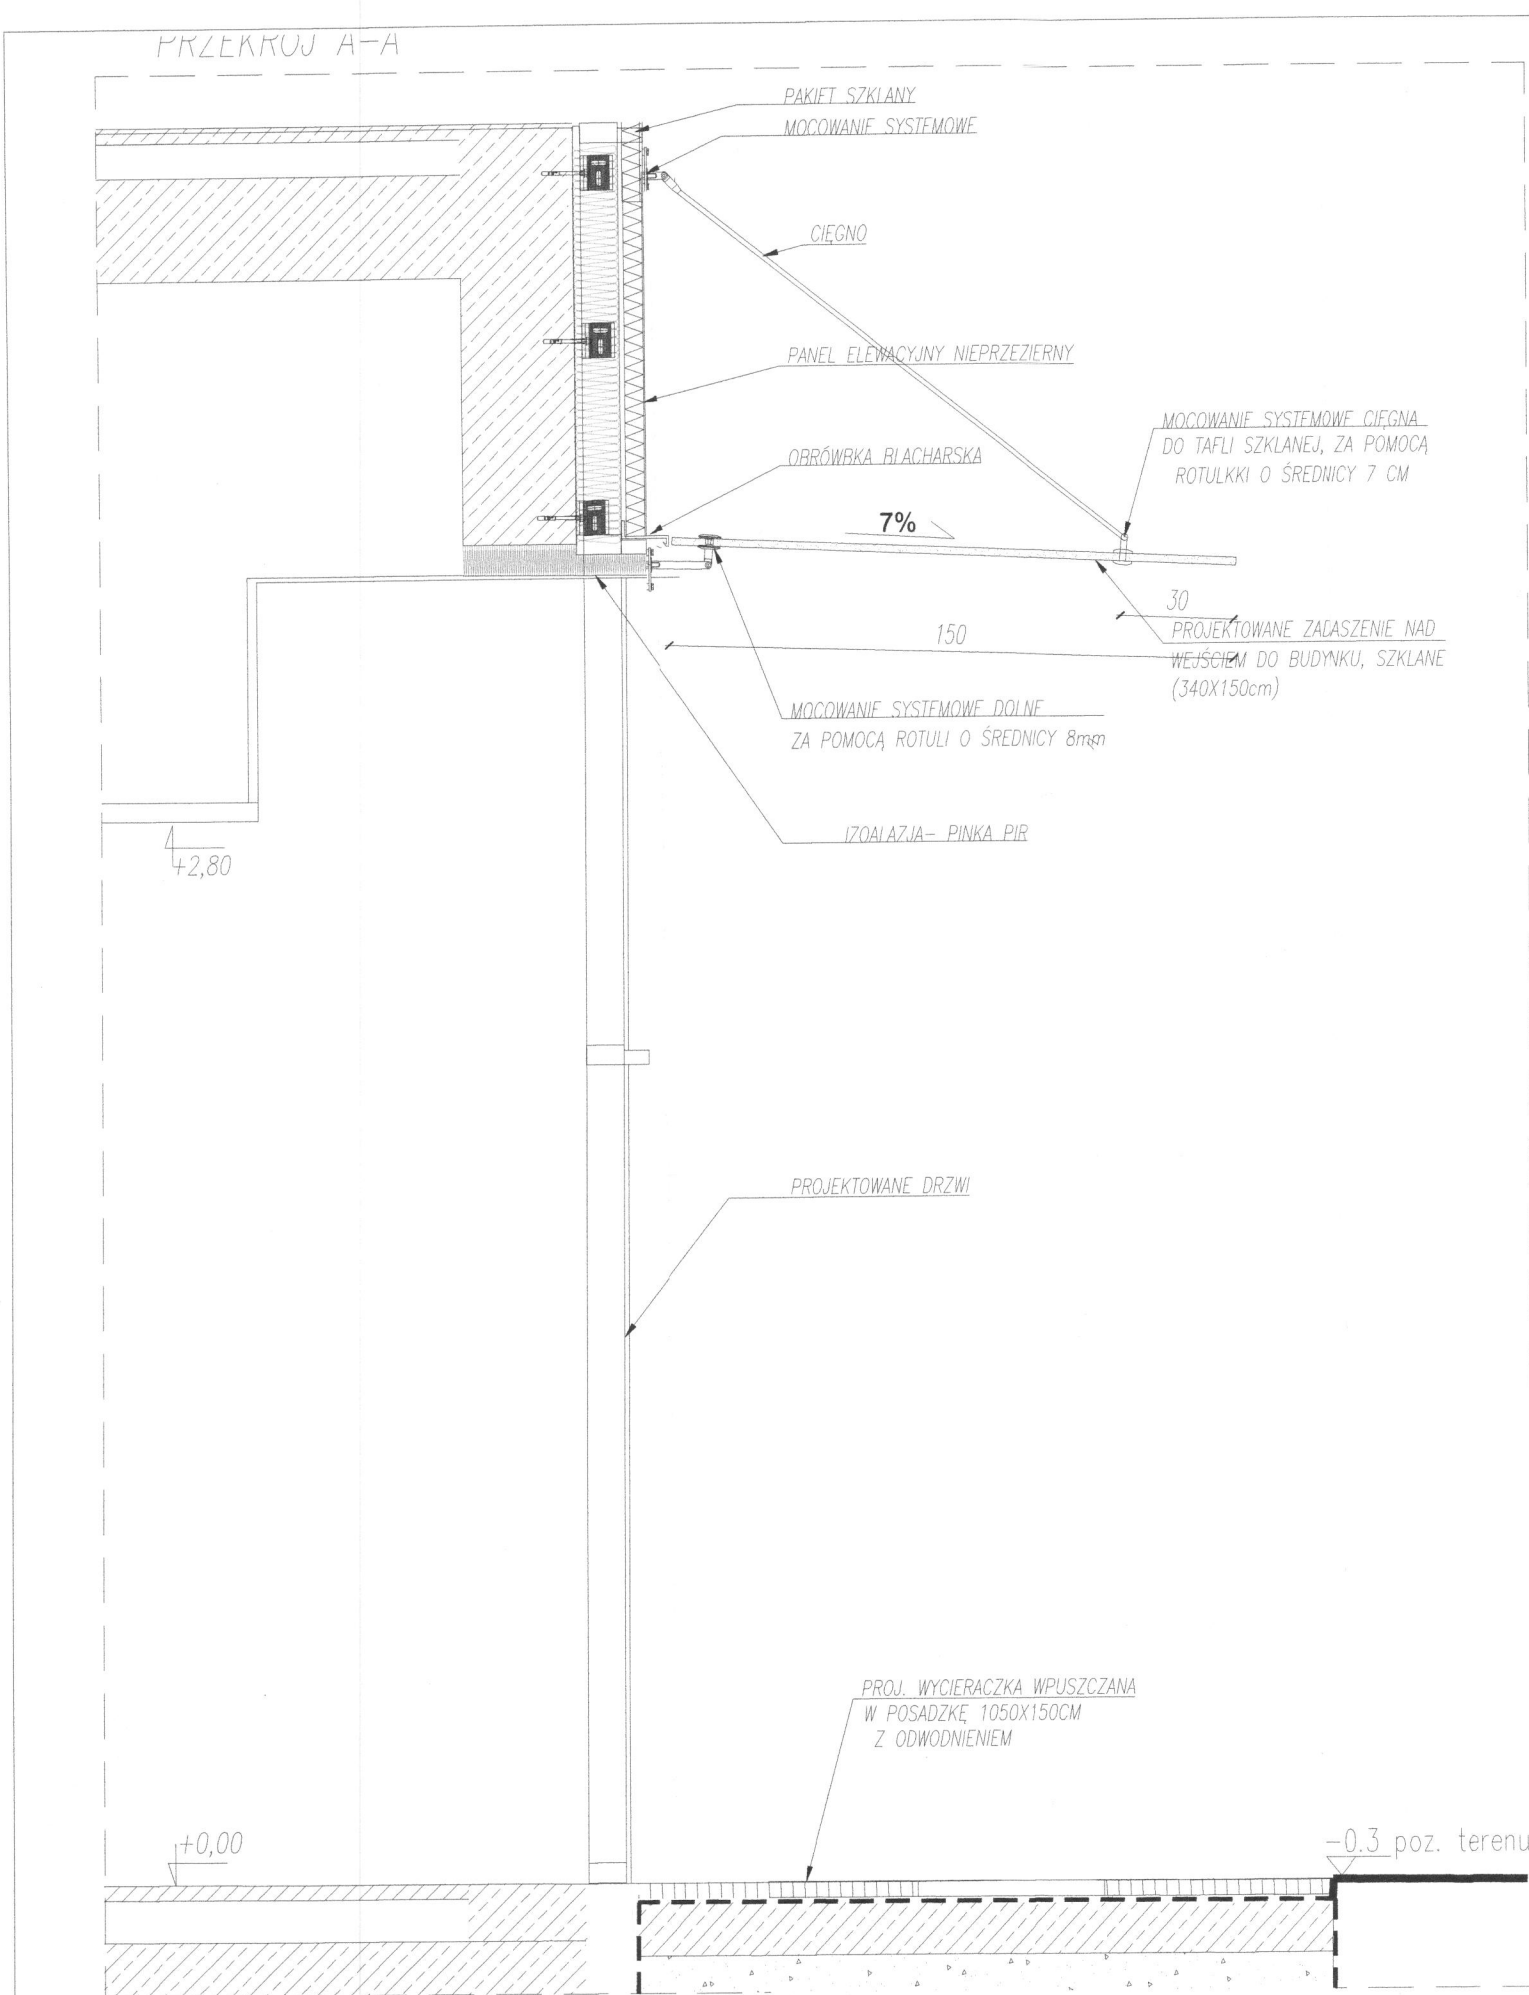 PRZEKRÓJ A-A
PAKIET SZKLANY
MOCOWANIE SYSTEMOWE
CIĘGNO
PANEL ELEWACYJNY NIEPRZEZIERNY
MOCOWANIE SYSTEMOWE CIĘGNA
DO TAFLI SZKLANEJ, ZA POMOCĄ
ROTULKKI O ŚREDNICY 7 CM
OBRÓWBKA BLACHARSKA
7%
30
150
PROJEKTOWANE ZADASZENIE NAD
WEJŚCIEM DO BUDYNKU, SZKLANE
(340X150cm)
MOCOWANIE SYSTEMOWE DOLNE
ZA POMOCĄ ROTULI O ŚREDNICY 8mm
IZOALAZJA- PINKA PIR
+2,80
PROJEKTOWANE DRZWI
PROJ. WYCIERACZKA WPUSZCZANA
W POSADZKĘ 1050X150CM
Z ODWODNIENIEM
+0,00
-0.3 poz. terenu